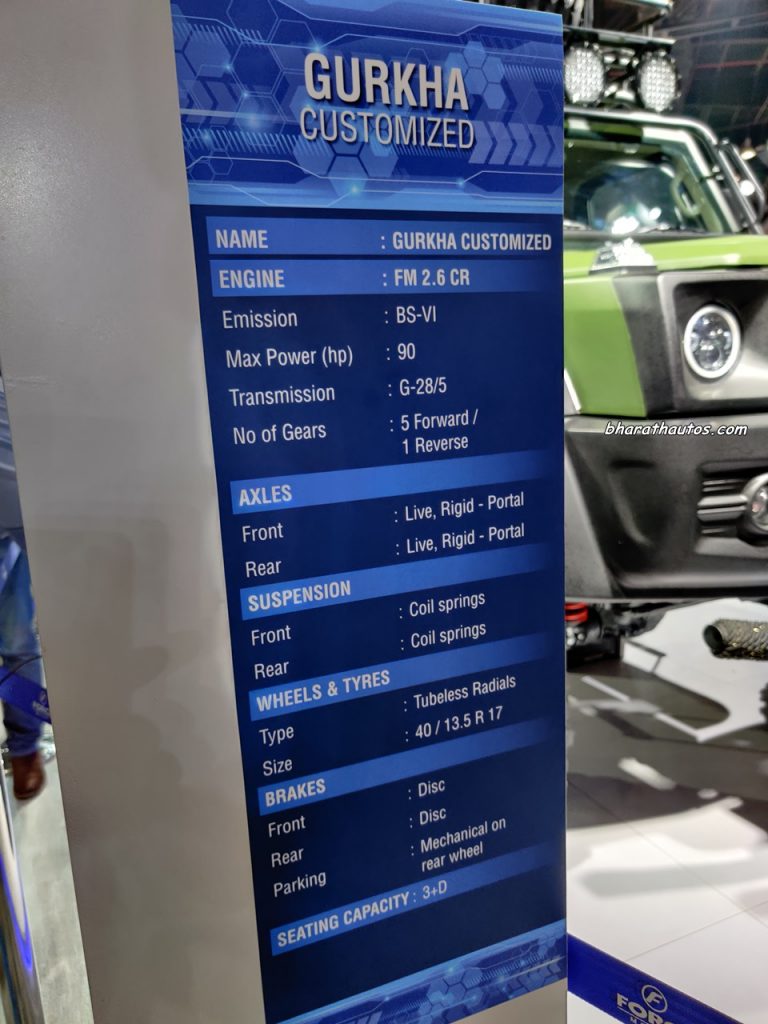 GURKHA
CUSTOMIZED
NAME : GURKHA CUSTOMIZED
ENGINE : FM 2.6 CR
Emission : BS-VI
Max Power (hp) : 90
Transmission : G-28/5
No of Gears : 5 Forward /
1 Reverse
AXLES
Front : Live, Rigid - Portal
Rear : Live, Rigid - Portal
SUSPENSION
Front : Coil springs
Rear : Coil springs
WHEELS & TYRES
Type : Tubeless Radials
Size : 40 / 13.5 R 17
BRAKES
Front : Disc
Rear : Disc
Parking : Mechanical on
rear wheel
SEATING CAPACITY : 3+D
bharathautos.com